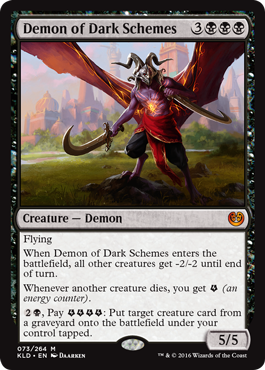 Demon of Dark Schemes 3
Creature — Demon
Flying
When Demon of Dark Schemes enters the
battlefield, all other creatures get -2/-2 until end
of turn.
Whenever another creature dies, you get (an
energy counter).
2 , Pay : Put target creature card from
a graveyard onto the battlefield under your
control tapped.
5/5
073/264 M
KLD • EN DAARKEN
™ & © 2016 Wizards of the Coast